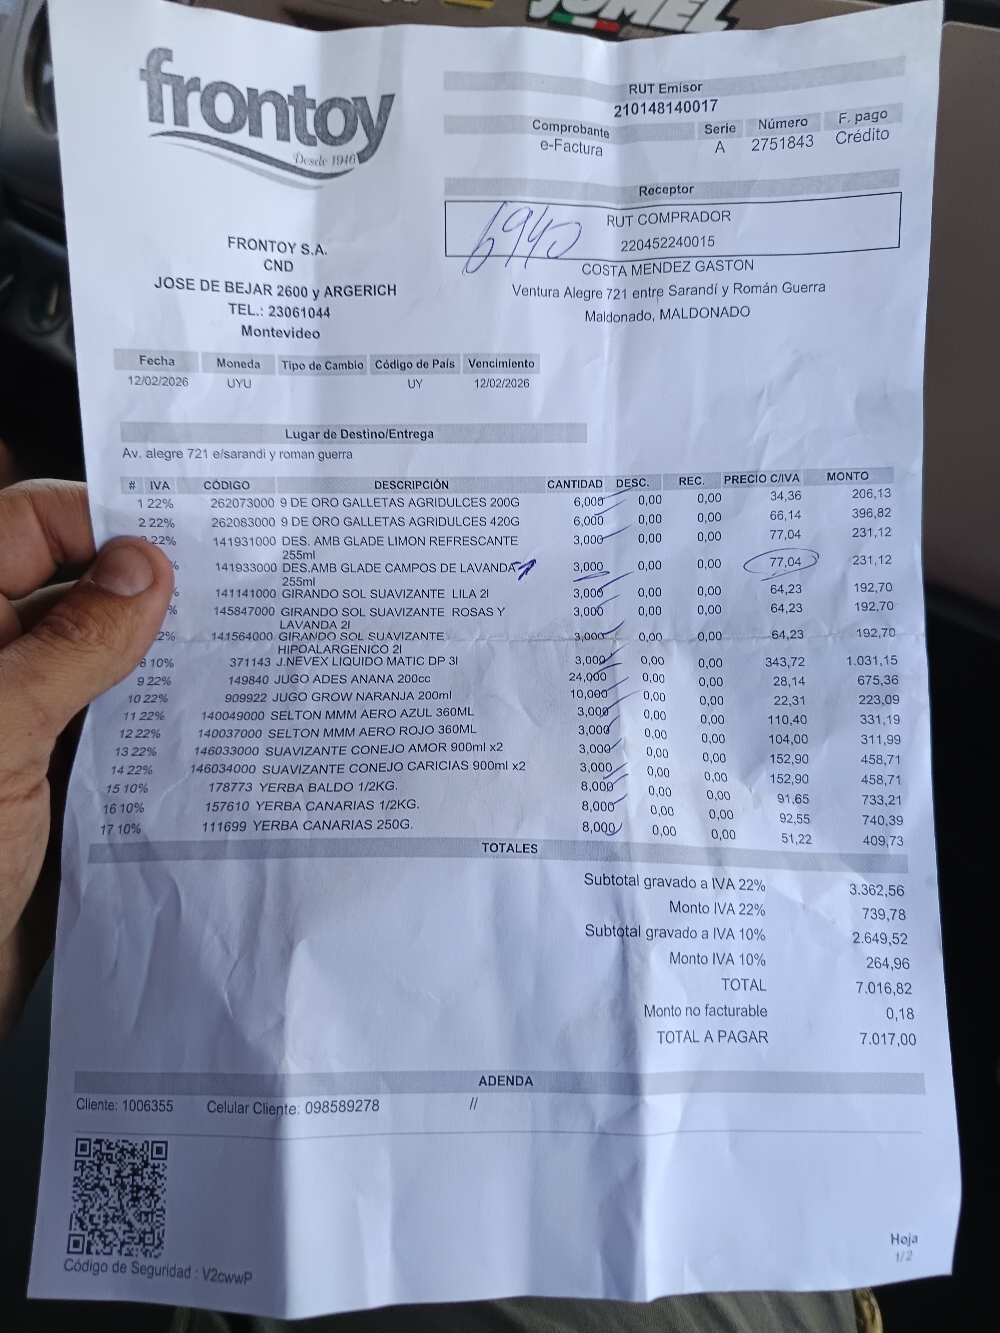 JUMEL
frontoy
Desde 1946
RUT Emisor
210148140017
Comprobante Serie Número F. pago
e-Factura A 2751843 Crédito
Receptor
6940
RUT COMPRADOR
220452240015
COSTA MENDEZ GASTON
Ventura Alegre 721 entre Sarandí y Román Guerra
Maldonado, MALDONADO
FRONTOY S.A.
CND
JOSE DE BEJAR 2600 y ARGERICH
TEL.: 23061044
Montevideo
Fecha Moneda Tipo de Cambio Código de País Vencimiento
12/02/2026 UYU UY 12/02/2026
Lugar de Destino/Entrega
Av. alegre 721 e/sarandi y roman guerra
# IVA CÓDIGO DESCRIPCIÓN CANTIDAD DESC. REC. PRECIO C/IVA MONTO
1 22% 262073000 9 DE ORO GALLETAS AGRIDULCES 200G 6,000 0,00 0,00 34,36 206,13
2 22% 262083000 9 DE ORO GALLETAS AGRIDULCES 420G 6,000 0,00 0,00 66,14 396,82
22% 141931000 DES. AMB GLADE LIMON REFRESCANTE 3,000 0,00 0,00 77,04 231,12
255ml
% 141933000 DES.AMB GLADE CAMPOS DE LAVANDA 1 3,000 0,00 0,00 77,04 231,12
255ml
% 141141000 GIRANDO SOL SUAVIZANTE LILA 2l 3,000 0,00 0,00 64,23 192,70
% 145847000 GIRANDO SOL SUAVIZANTE ROSAS Y 3,000 0,00 0,00 64,23 192,70
LAVANDA 2l
2% 141564000 GIRANDO SOL SUAVIZANTE 3,000 0,00 0,00 64,23 192,70
HIPOALARGENICO 2l
8 10% 371143 J.NEVEX LIQUIDO MATIC DP 3l 3,000 0,00 0,00 343,72 1.031,15
9 22% 149840 JUGO ADES ANANA 200cc 24,000 0,00 0,00 28,14 675,36
10 22% 909922 JUGO GROW NARANJA 200ml 10,000 0,00 0,00 22,31 223,09
11 22% 140049000 SELTON MMM AERO AZUL 360ML 3,000 0,00 0,00 110,40 331,19
12 22% 140037000 SELTON MMM AERO ROJO 360ML 3,000 0,00 0,00 104,00 311,99
13 22% 146033000 SUAVIZANTE CONEJO AMOR 900ml x2 3,000 0,00 0,00 152,90 458,71
14 22% 146034000 SUAVIZANTE CONEJO CARICIAS 900ml x2 3,000 0,00 0,00 152,90 458,71
15 10% 178773 YERBA BALDO 1/2KG. 8,000 0,00 0,00 91,65 733,21
16 10% 157610 YERBA CANARIAS 1/2KG. 8,000 0,00 0,00 92,55 740,39
17 10% 111699 YERBA CANARIAS 250G. 8,000 0,00 0,00 51,22 409,73
TOTALES
Subtotal gravado a IVA 22% 3.362,56
Monto IVA 22% 739,78
Subtotal gravado a IVA 10% 2.649,52
Monto IVA 10% 264,96
TOTAL 7.016,82
Monto no facturable 0,18
TOTAL A PAGAR 7.017,00
ADENDA
Cliente: 1006355 Celular Cliente: 098589278 //
Código de Seguridad : V2cwwP
Hoja
1/2